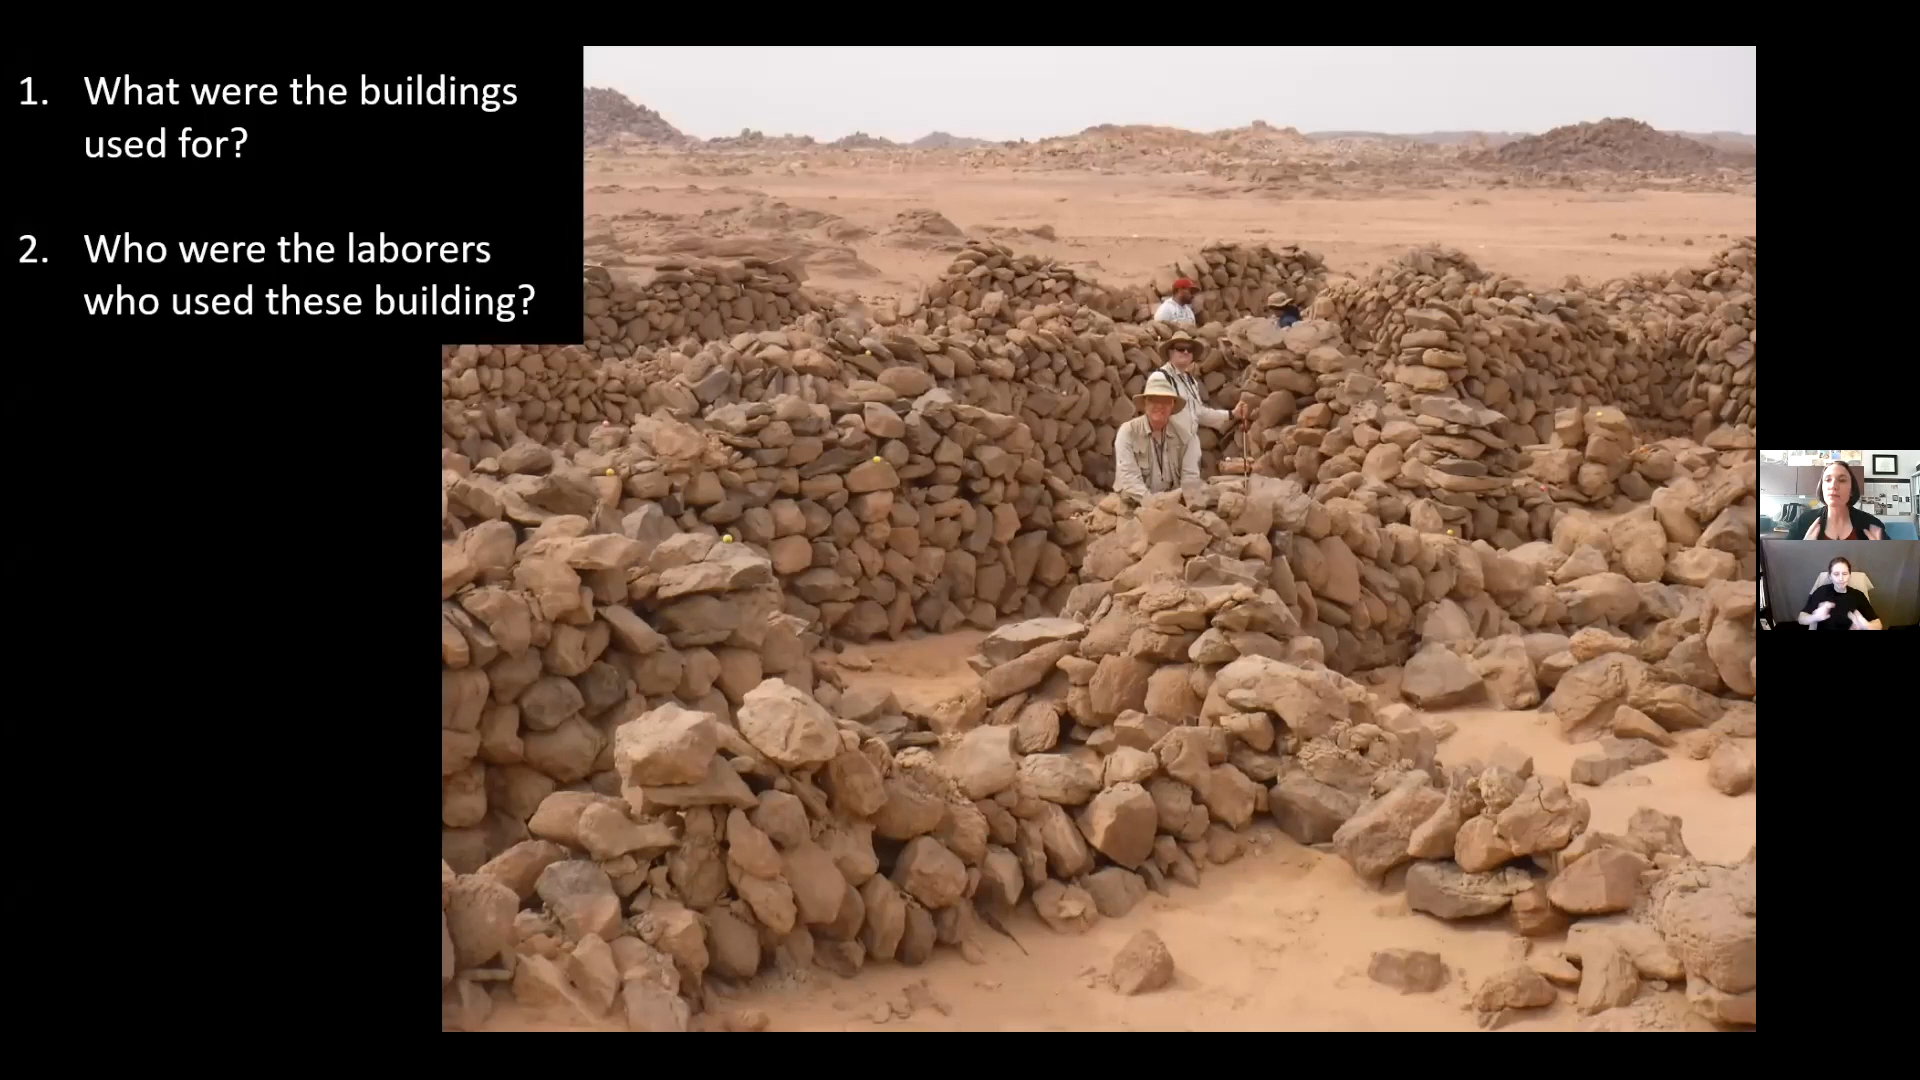 1. What were the buildings
used for?
2. Who were the laborers
who used these building?